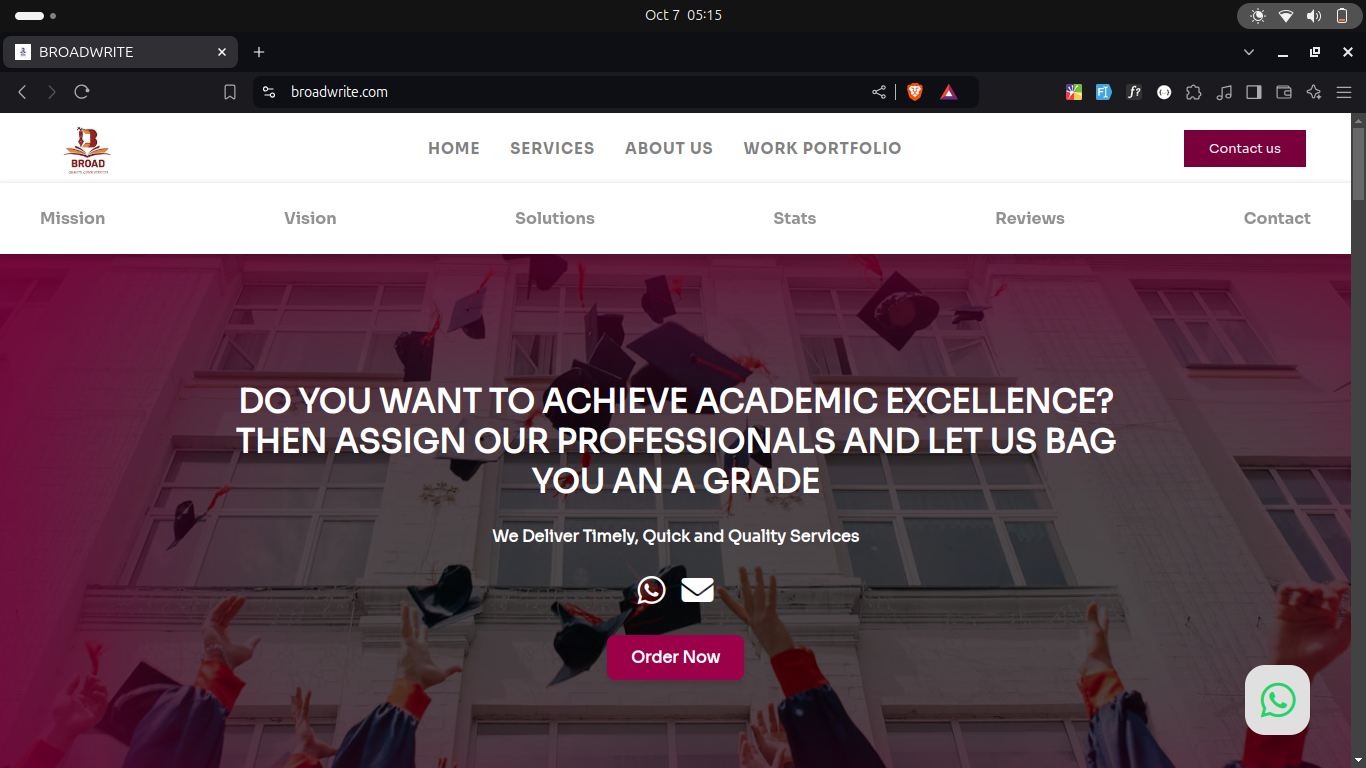 Oct 7 05:15
BROADWRITE
broadwrite.com
BROAD
HOME SERVICES ABOUT US WORK PORTFOLIO
Contact us
Mission Vision Solutions Stats Reviews Contact
DO YOU WANT TO ACHIEVE ACADEMIC EXCELLENCE?
THEN ASSIGN OUR PROFESSIONALS AND LET US BAG
YOU AN A GRADE
We Deliver Timely, Quick and Quality Services
Order Now